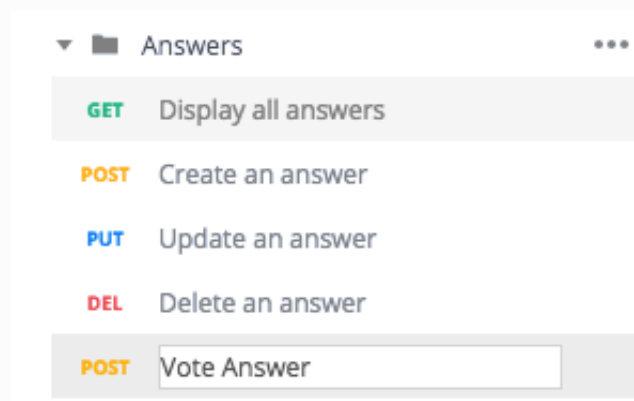 Answers
GET Display all answers
POST Create an answer
PUT Update an answer
DEL Delete an answer
POST Vote Answer